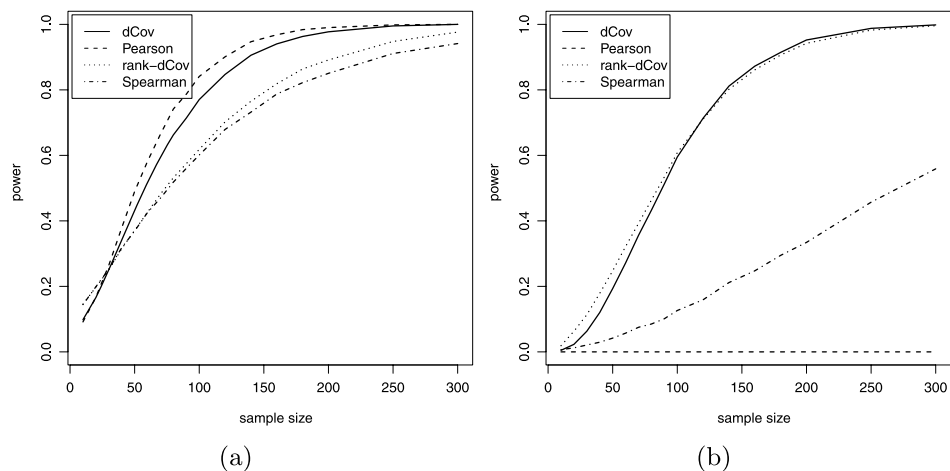 dCov
Pearson
rank−dCov
Spearman
power
0.0
0.2
0.4
0.6
0.8
1.0
0 50 100 150 200 250 300
sample size
(a)
dCov
Pearson
rank−dCov
Spearman
power
0.0
0.2
0.4
0.6
0.8
1.0
0 50 100 150 200 250 300
sample size
(b)